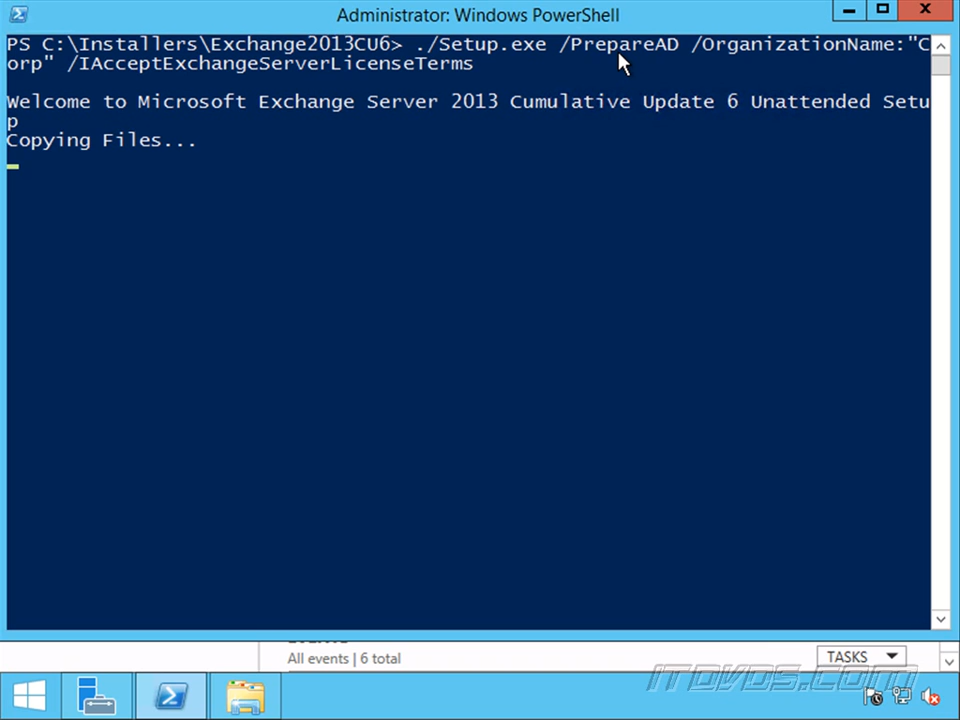 Administrator: Windows PowerShell
PS C:\Installers\Exchange2013CU6> ./Setup.exe /PrepareAD /OrganizationName:"C
orp" /IAcceptExchangeServerLicenseTerms
Welcome to Microsoft Exchange Server 2013 Cumulative Update 6 Unattended Setu
p
Copying Files...
All events | 6 total
TASKS
ITDVDS.COM